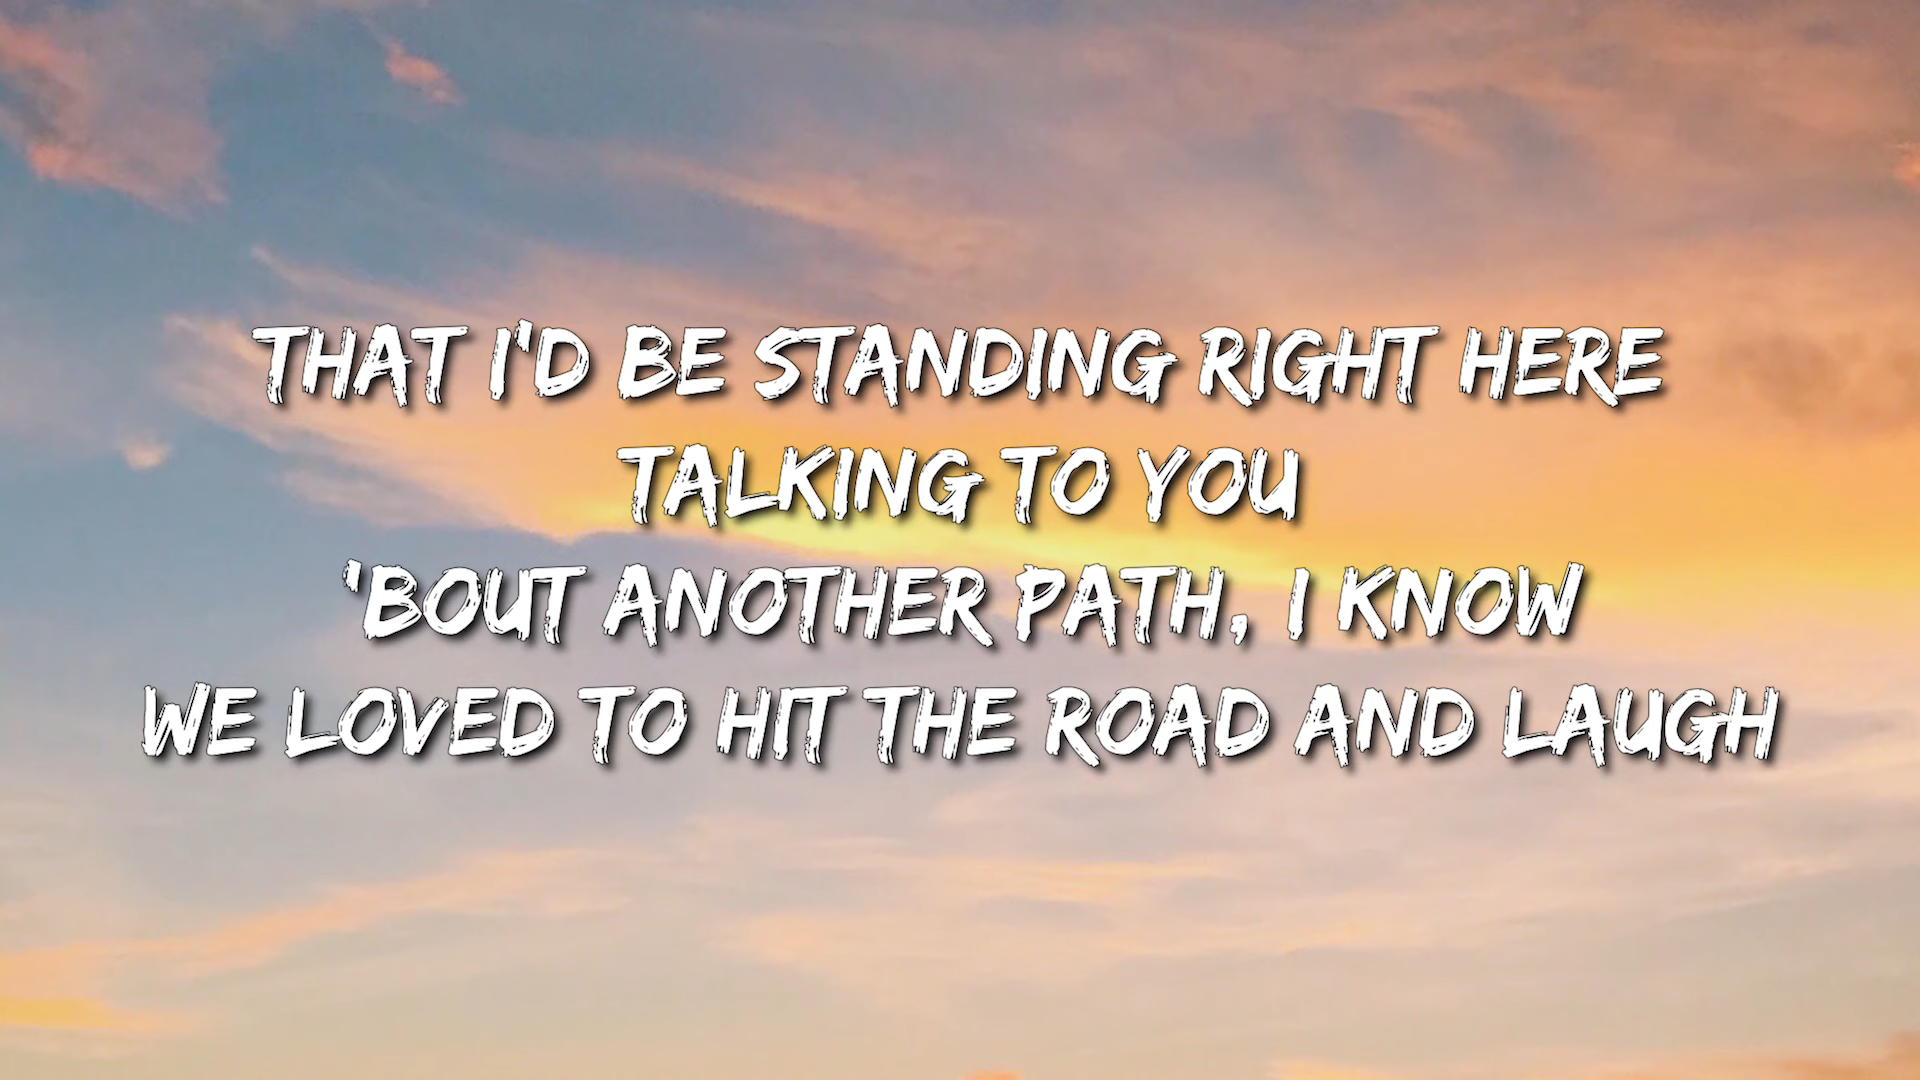 THAT I'D BE STANDING RIGHT HERE
TALKING TO YOU
'BOUT ANOTHER PATH, I KNOW
WE LOVED TO HIT THE ROAD AND LAUGH